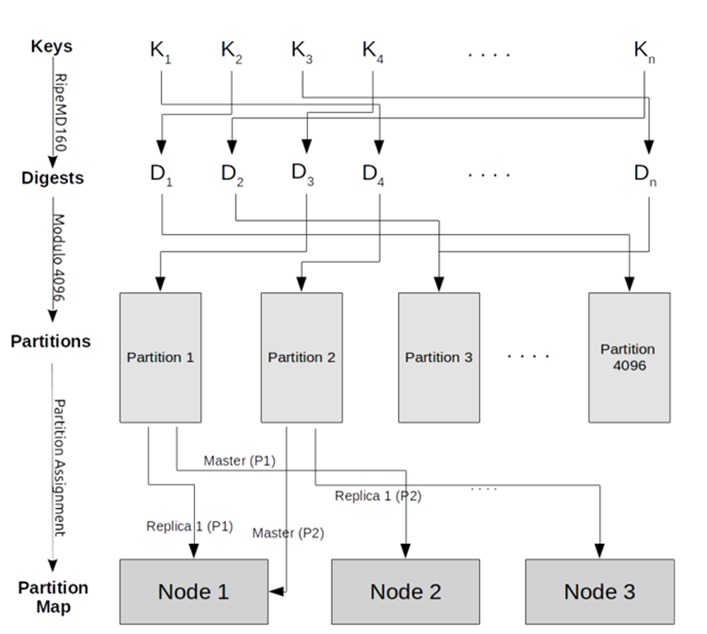 Keys K1 K2 K3 K4 . . . . Kn
RipeMD160
Digests D1 D2 D3 D4 . . . . Dn
Modulo 4096
Partitions
Partition 1
Partition 2
Partition 3
. . . .
Partition
4096
Partition Assignment
Master (P1)
Replica 1 (P2)
. . . .
Replica 1 (P1)
Master (P2)
Partition
Map
Node 1
Node 2
Node 3